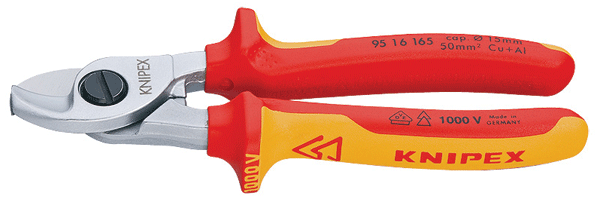 KNIPEX
95 16 165
cap. Ø 15mm
50mm² Cu+Al
1000 V
Made in
GERMANY
1000 V
KNIPEX